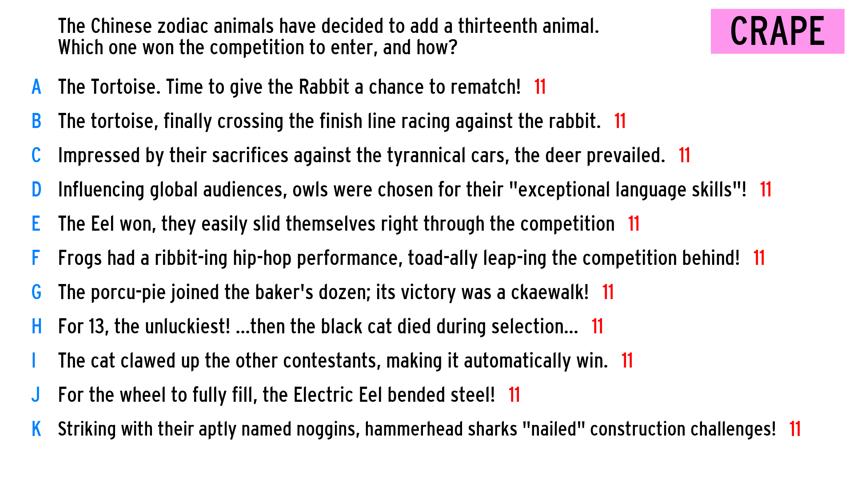 The Chinese zodiac animals have decided to add a thirteenth animal.
Which one won the competition to enter, and how?
CRAPE
A The Tortoise. Time to give the Rabbit a chance to rematch! 11
B The tortoise, finally crossing the finish line racing against the rabbit. 11
C Impressed by their sacrifices against the tyrannical cars, the deer prevailed. 11
D Influencing global audiences, owls were chosen for their "exceptional language skills"! 11
E The Eel won, they easily slid themselves right through the competition 11
F Frogs had a ribbit-ing hip-hop performance, toad-ally leap-ing the competition behind! 11
G The porcu-pie joined the baker's dozen; its victory was a ckaewalk! 11
H For 13, the unluckiest! ...then the black cat died during selection... 11
I The cat clawed up the other contestants, making it automatically win. 11
J For the wheel to fully fill, the Electric Eel bended steel! 11
K Striking with their aptly named noggins, hammerhead sharks "nailed" construction challenges! 11